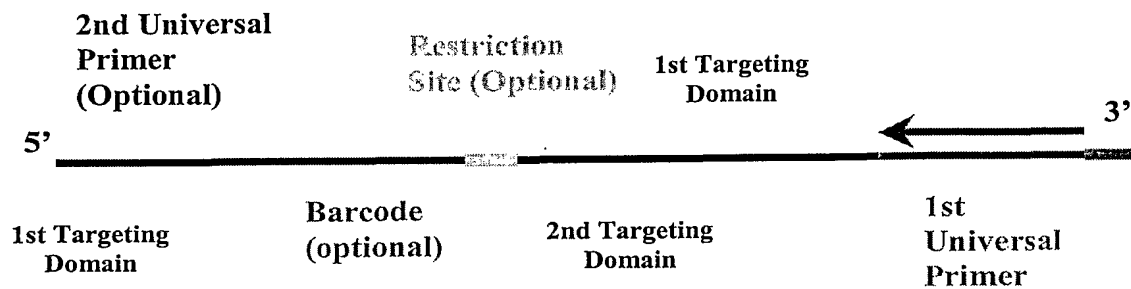 2nd Universal
Primer
(Optional)
Restriction
Site (Optional)
1st Targeting
Domain
3’
5’
1st Targeting
Domain
Barcode
(optional)
2nd Targeting
Domain
1st
Universal
Primer